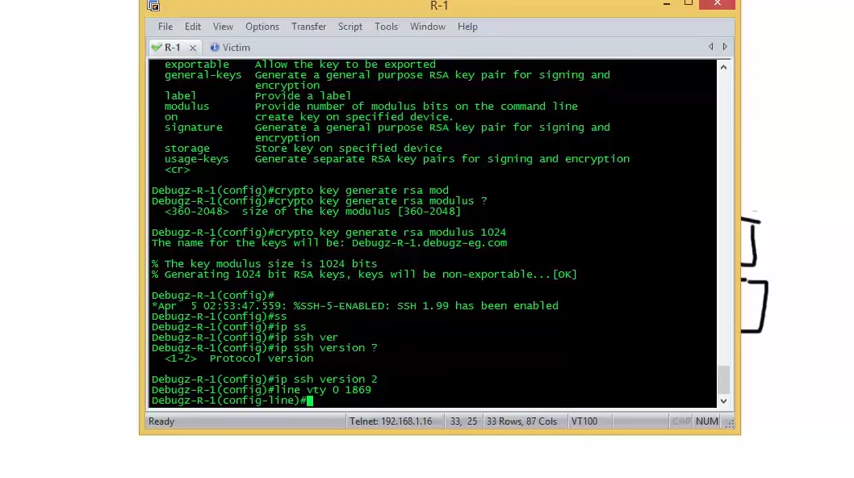 R-1
File Edit View Options Transfer Script Tools Window Help
R-1 Victim
exportable Allow the key to be exported
general-keys Generate a general purpose RSA key pair for signing and
encryption
label Provide a label
modulus Provide number of modulus bits on the command line
on create key on specified device.
signature Generate a general purpose RSA key pair for signing and
encryption
storage Store key on specified device
usage-keys Generate separate RSA key pairs for signing and encryption
<cr>
Debugz-R-1(config)#crypto key generate rsa mod
Debugz-R-1(config)#crypto key generate rsa modulus ?
<360-2048> size of the key modulus [360-2048]
Debugz-R-1(config)#crypto key generate rsa modulus 1024
The name for the keys will be: Debugz-R-1.debugz-eg.com
% The key modulus size is 1024 bits
% Generating 1024 bit RSA keys, keys will be non-exportable...[OK]
Debugz-R-1(config)#
*Apr 5 02:53:47.559: %SSH-5-ENABLED: SSH 1.99 has been enabled
Debugz-R-1(config)#ss
Debugz-R-1(config)#ip ss
Debugz-R-1(config)#ip ssh ver
Debugz-R-1(config)#ip ssh version ?
<1-2> Protocol version
Debugz-R-1(config)#ip ssh version 2
Debugz-R-1(config)#line vty 0 1869
Debugz-R-1(config-line)#
Ready Telnet: 192.168.1.16 33, 25 33 Rows, 87 Cols VT100 CAP NUM